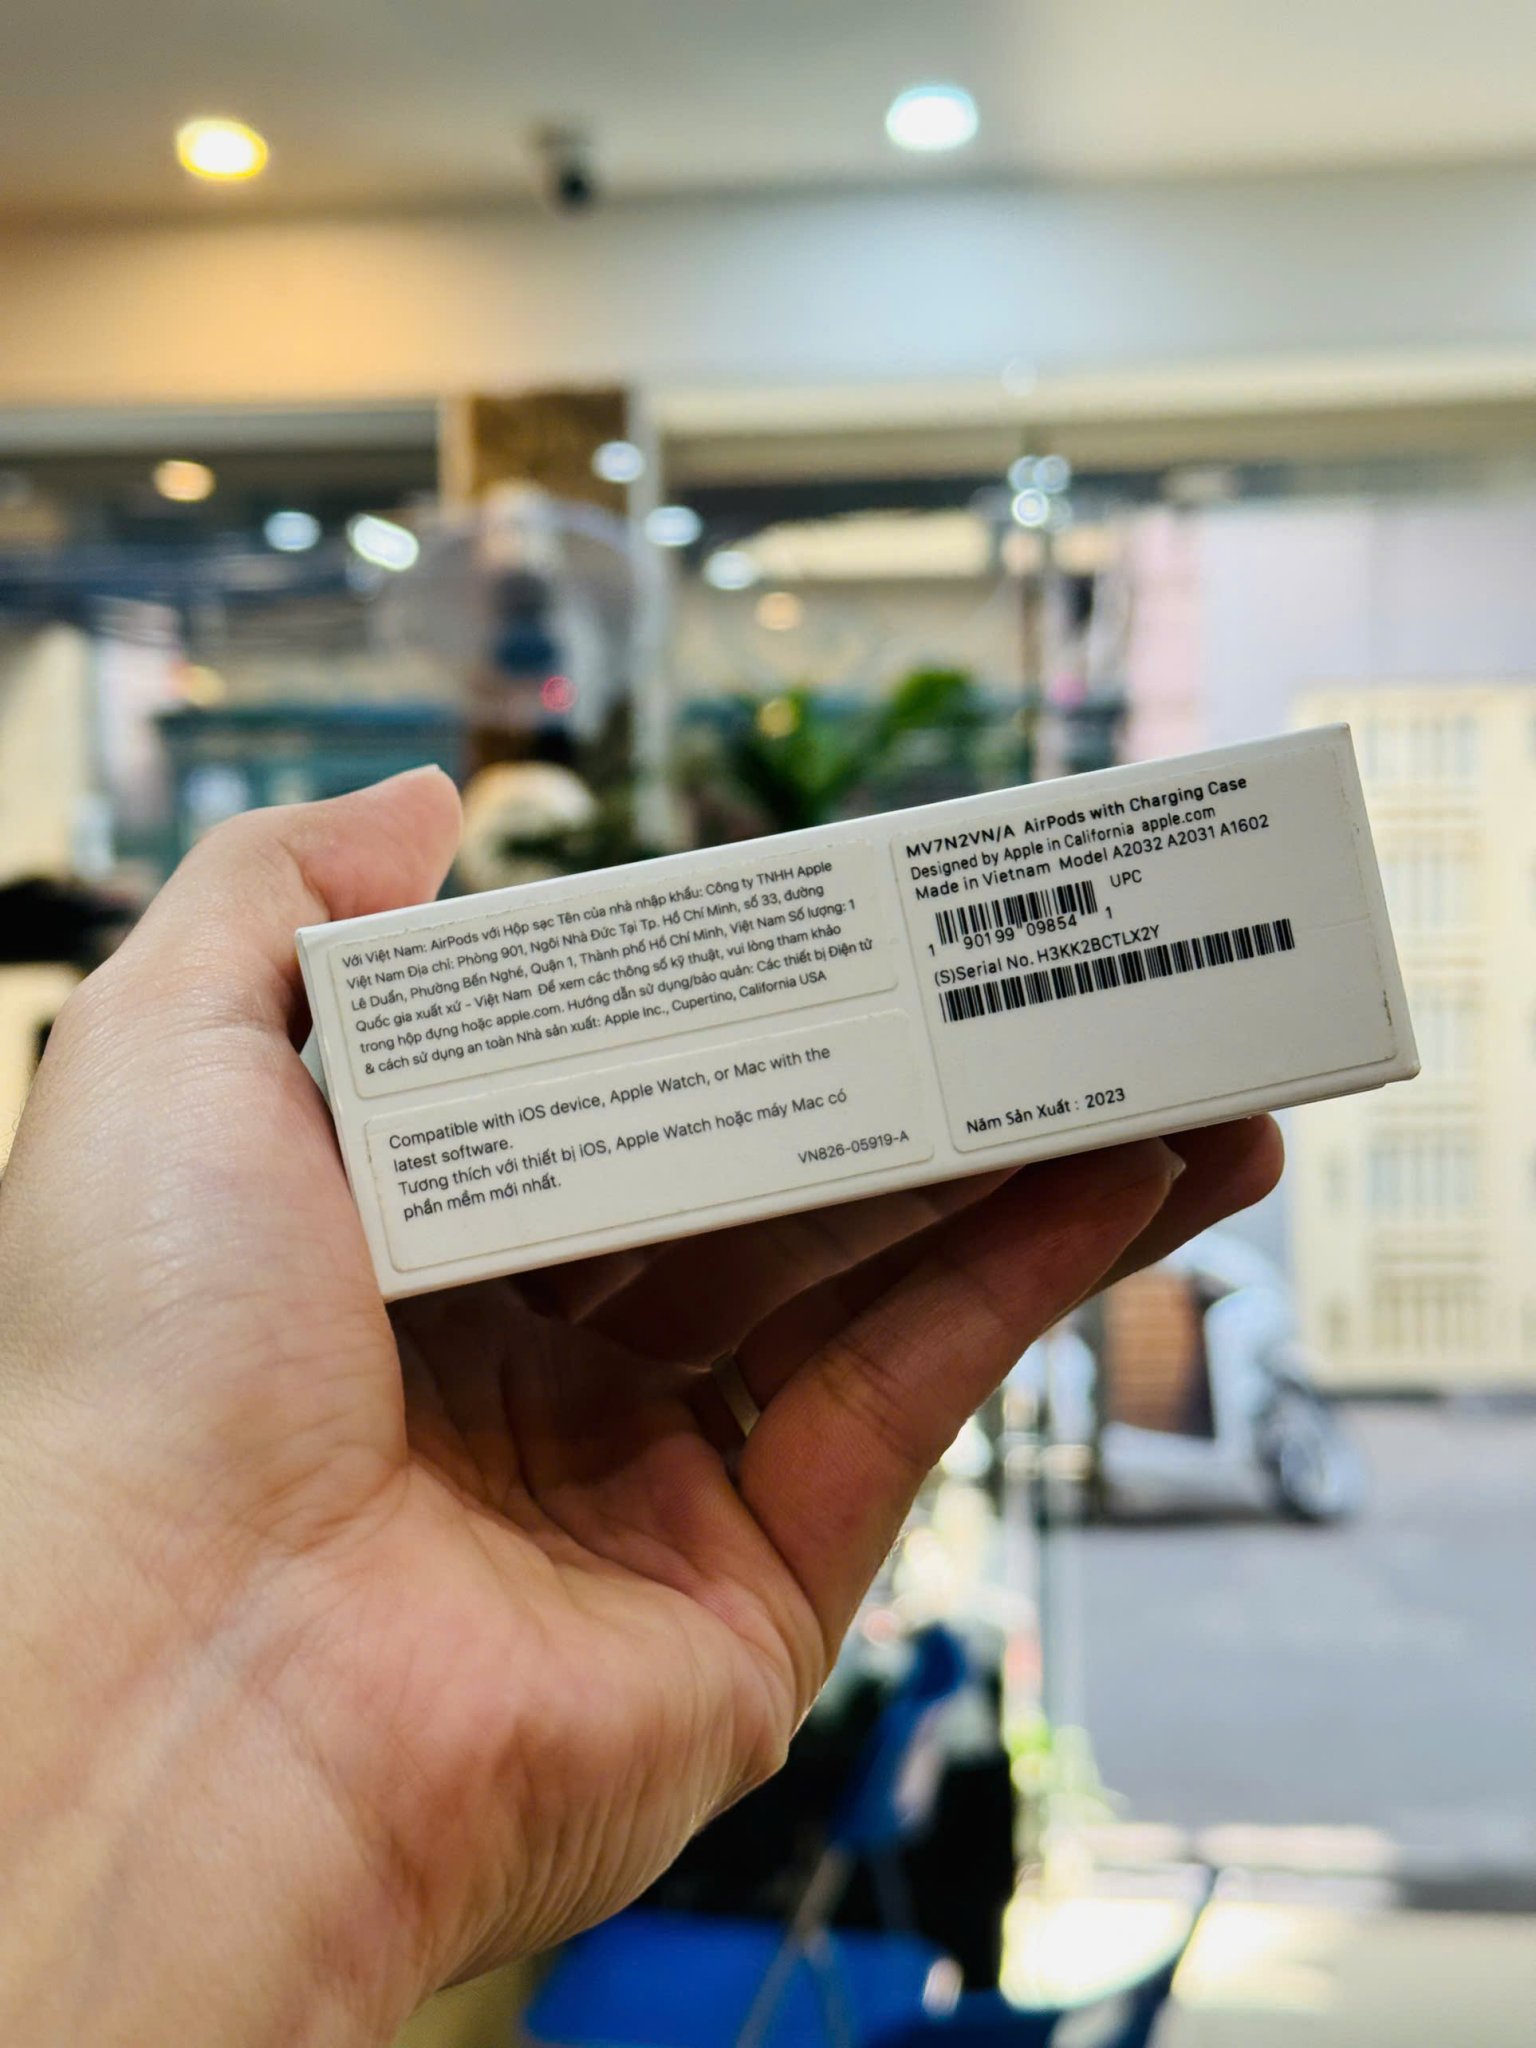 Với Việt Nam: AirPods với Hộp sạc Tên của nhà nhập khẩu: Công ty TNHH Apple
Việt Nam Địa chỉ: Phòng 901, Ngôi Nhà Đức Tại Tp. Hồ Chí Minh, số 33, đường
Lê Duẩn, Phường Bến Nghé, Quận 1, Thành phố Hồ Chí Minh, Việt Nam Số lượng: 1
Quốc gia xuất xứ - Việt Nam Để xem các thông số kỹ thuật, vui lòng tham khảo
trong hộp đựng hoặc apple.com. Hướng dẫn sử dụng/bảo quản: Các thiết bị Điện tử
& cách sử dụng an toàn Nhà sản xuất: Apple Inc., Cupertino, California USA
Compatible with iOS device, Apple Watch, or Mac with the
latest software.
Tương thích với thiết bị iOS, Apple Watch hoặc máy Mac có
phần mềm mới nhất.
VN826-05919-A
MV7N2VN/A AirPods with Charging Case
Designed by Apple in California apple.com
Made in Vietnam Model A2032 A2031 A1602
UPC
1 90199 09854 1
(S)Serial No. H3KK2BCTLX2Y
Năm Sản Xuất : 2023